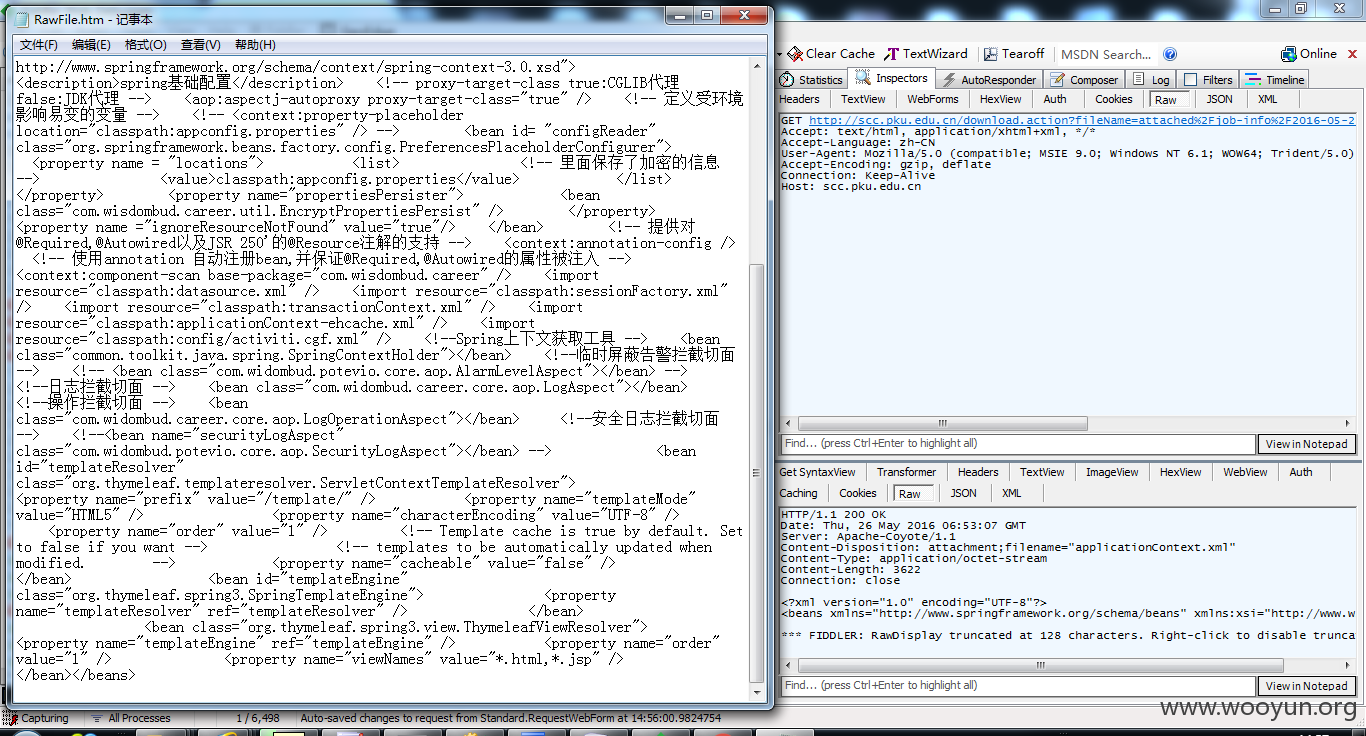 RawFile.htm - 记事本
文件(F) 编辑(E) 格式(O) 查看(V) 帮助(H)
http://www.springframework.org/schema/context/spring-context-3.0.xsd">
<description>spring基础配置</description> <!-- proxy-target-class true:CGLIB代理
false:JDK代理 --> <aop:aspectj-autoproxy proxy-target-class="true" /> <!-- 定义受环境
影响易变的变量 --> <!-- <context:property-placeholder
location="classpath:appconfig.properties" /> --> <bean id= "configReader"
class="org.springframework.beans.factory.config.PreferencesPlaceholderConfigurer">
<property name = "locations"> <list> <!-- 里面保存了加密的信息
--> <value>classpath:appconfig.properties</value> </list>
</property> <property name="propertiesPersister"> <bean
class="com.wisdombud.career.util.EncryptPropertiesPersist" /> </property>
<property name ="ignoreResourceNotFound" value="true"/> </bean> <!-- 提供对
@Required,@Autowired以及JSR 250'的@Resource注解的支持 --> <context:annotation-config />
<!-- 使用annotation 自动注册bean,并保证@Required,@Autowired的属性被注入 -->
<context:component-scan base-package="com.wisdombud.career" /> <import
resource="classpath:datasource.xml" /> <import resource="classpath:sessionFactory.xml"
/> <import resource="classpath:transactionContext.xml" /> <import
resource="classpath:applicationContext-ehcache.xml" /> <import
resource="classpath:config/activiti.cgf.xml" /> <!--Spring上下文获取工具 --> <bean
class="common.toolkit.java.spring.SpringContextHolder"></bean> <!--临时屏蔽告警拦截切面
--> <!-- <bean class="com.widombud.potevio.core.aop.AlarmLevelAspect"></bean> -->
<!--日志拦截切面 --> <bean class="com.widombud.career.core.aop.LogAspect"></bean>
<!--操作拦截切面 --> <bean
class="com.widombud.career.core.aop.LogOperationAspect"></bean> <!--安全日志拦截切面
--> <!--<bean name="securityLogAspect"
class="com.widombud.potevio.core.aop.SecurityLogAspect"></bean> --> <bean
id="templateResolver"
class="org.thymeleaf.templateresolver.ServletContextTemplateResolver">
<property name="prefix" value="/template/" /> <property name="templateMode"
value="HTML5" /> <property name="characterEncoding" value="UTF-8" />
<property name="order" value="1" /> <!-- Template cache is true by default. Set
to false if you want --> <!-- templates to be automatically updated when
modified. --> <property name="cacheable" value="false" />
</bean> <bean id="templateEngine"
class="org.thymeleaf.spring3.SpringTemplateEngine"> <property
name="templateResolver" ref="templateResolver" /> </bean>
<bean class="org.thymeleaf.spring3.view.ThymeleafViewResolver">
<property name="templateEngine" ref="templateEngine" /> <property name="order"
value="1" /> <property name="viewNames" value="*.html,*.jsp" />
</bean></beans>
Clear Cache TextWizard Tearoff MSDN Search... Online
Statistics Inspectors AutoResponder Composer Log Filters Timeline
Headers TextView WebForms HexView Auth Cookies Raw JSON XML
GET http://scc.pku.edu.cn/download.action?fileName=attached%2Fjob-info%2F2016-05-2
Accept: text/html, application/xhtml+xml, */*
Accept-Language: zh-CN
User-Agent: Mozilla/5.0 (compatible; MSIE 9.0; Windows NT 6.1; WOW64; Trident/5.0)
Accept-Encoding: gzip, deflate
Connection: Keep-Alive
Host: scc.pku.edu.cn
Find... (press Ctrl+Enter to highlight all) View in Notepad
Get SyntaxView Transformer Headers TextView ImageView HexView WebView Auth
Caching Cookies Raw JSON XML
HTTP/1.1 200 OK
Date: Thu, 26 May 2016 06:53:07 GMT
Server: Apache-Coyote/1.1
Content-Disposition: attachment;filename="applicationContext.xml"
Content-Type: application/octet-stream
Content-Length: 3622
Connection: close
<?xml version="1.0" encoding="UTF-8"?>
<beans xmlns="http://www.springframework.org/schema/beans" xmlns:xsi="http://www.w
*** FIDDLER: RawDisplay truncated at 128 characters. Right-click to disable trunca
Find... (press Ctrl+Enter to highlight all) View in Notepad
Capturing All Processes 1 / 6,498 Auto-saved changes to request from Standard.RequestWebForm at 14:56:00.9824754
www.wooyun.org